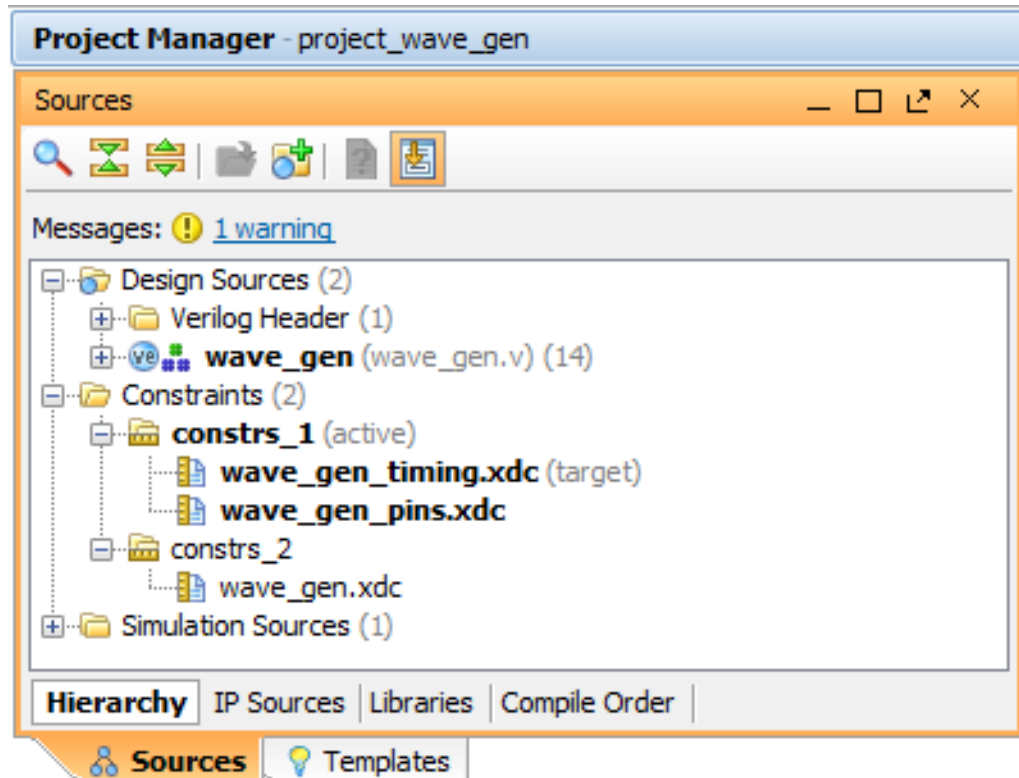 Project Manager - project_wave_gen
Sources
Messages: 1 warning
Design Sources (2)
Verilog Header (1)
wave_gen (wave_gen.v) (14)
Constraints (2)
constrs_1 (active)
wave_gen_timing.xdc (target)
wave_gen_pins.xdc
constrs_2
wave_gen.xdc
Simulation Sources (1)
Hierarchy IP Sources Libraries Compile Order
Sources Templates